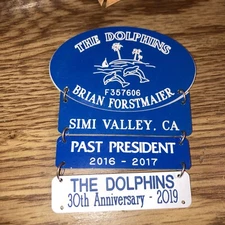 THE DOLPHINS
F357606
BRIAN FORSTMAIER
SIMI VALLEY, CA
PAST PRESIDENT
2016 - 2017
THE DOLPHINS
30th Anniversary - 2019